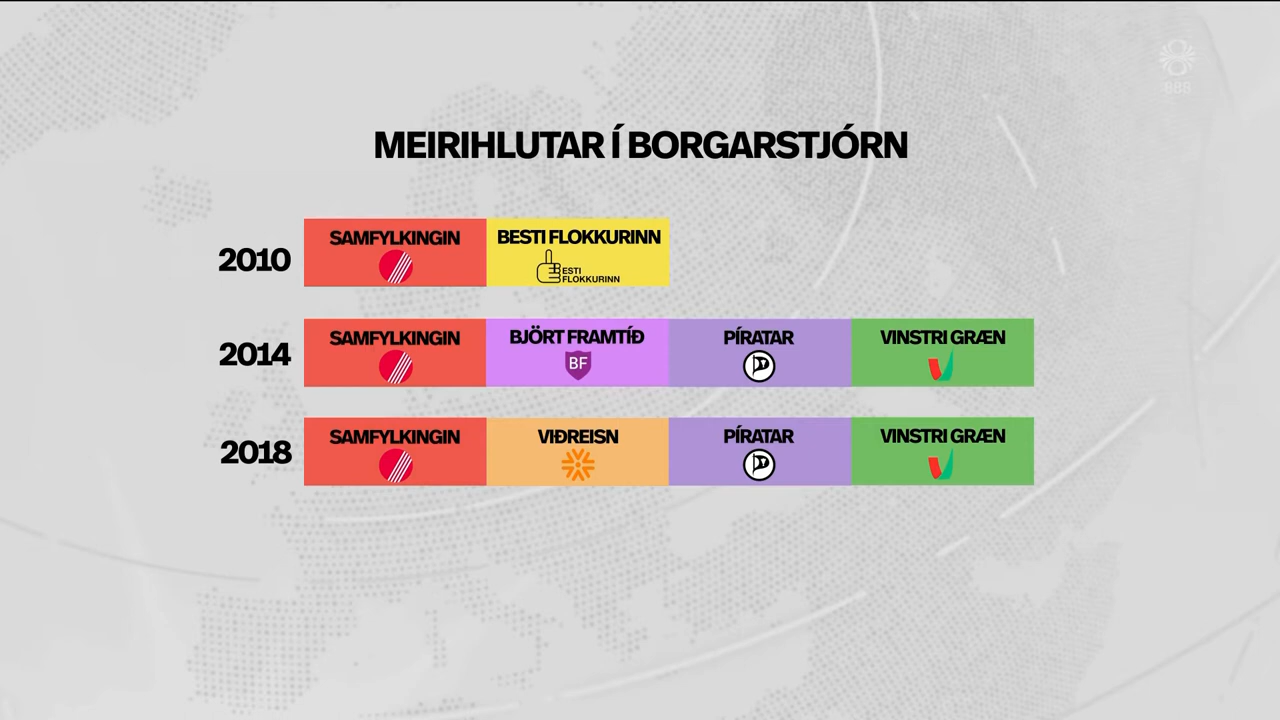 MEIRIHLUTAR Í BORGARSTJÓRN
2010
SAMFYLKINGIN
BESTI FLOKKURINN
ESTI
FLOKKURINN
2014
SAMFYLKINGIN
BJÖRT FRAMTÍÐ
BF
PÍRATAR
VINSTRI GRÆN
2018
SAMFYLKINGIN
VIÐREISN
PÍRATAR
VINSTRI GRÆN